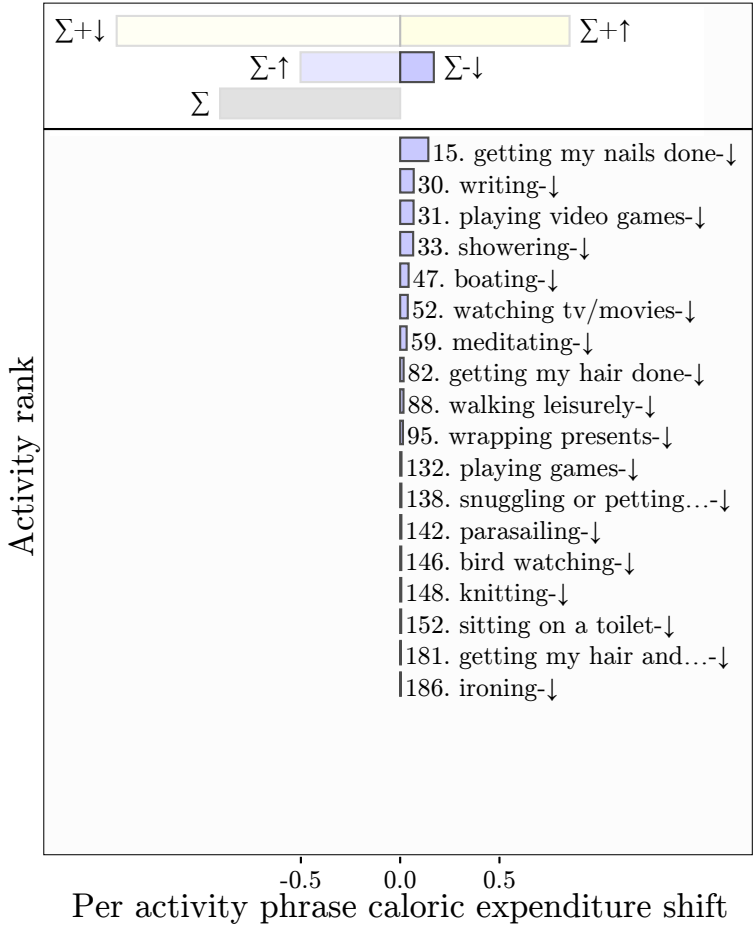 ∑+↓ ∑+↑
∑-↑ ∑-↓
∑
15. getting my nails done-↓
30. writing-↓
31. playing video games-↓
33. showering-↓
47. boating-↓
52. watching tv/movies-↓
59. meditating-↓
82. getting my hair done-↓
88. walking leisurely-↓
95. wrapping presents-↓
132. playing games-↓
138. snuggling or petting...-↓
142. parasailing-↓
146. bird watching-↓
148. knitting-↓
152. sitting on a toilet-↓
181. getting my hair and...-↓
186. ironing-↓
Activity rank
-0.5 0.0 0.5
Per activity phrase caloric expenditure shift